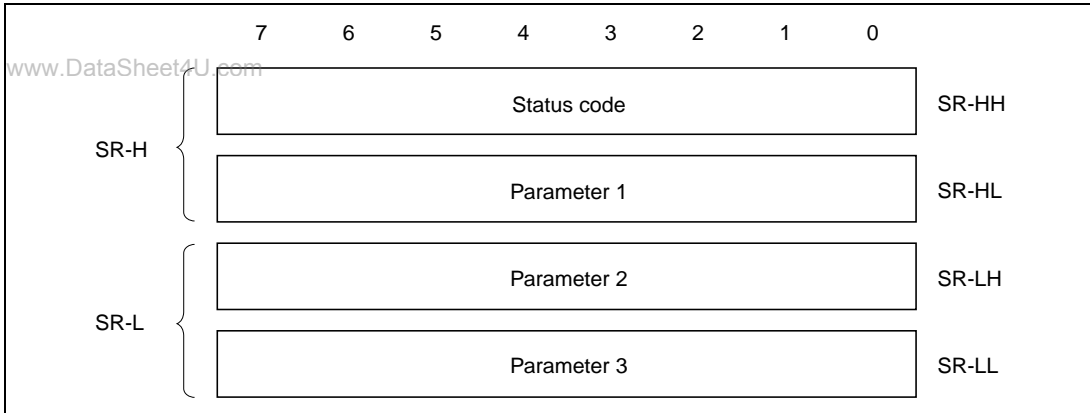 7 6 5 4 3 2 1 0
www.DataSheet4U.com
Status code SR-HH
SR-H
Parameter 1 SR-HL
Parameter 2 SR-LH
SR-L
Parameter 3 SR-LL